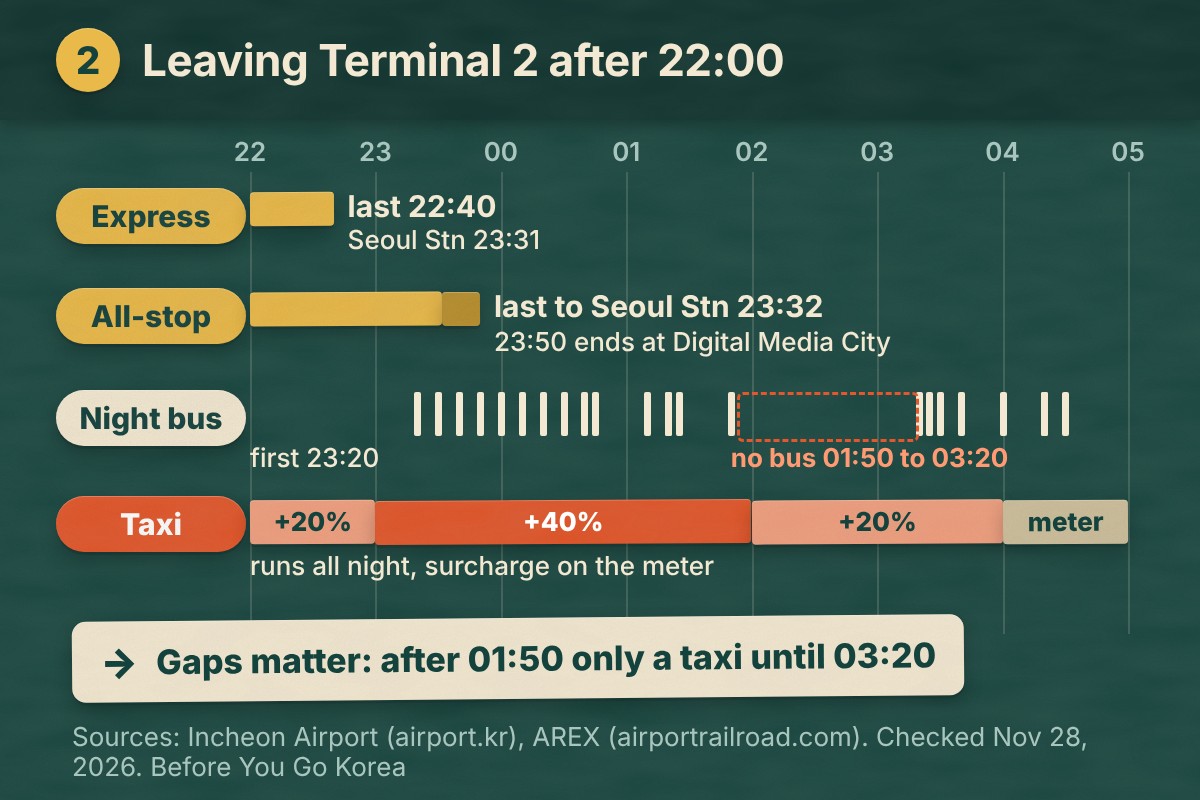 2 Leaving Terminal 2 after 22:00
22 23 00 01 02 03 04 05
Express
last 22:40
Seoul Stn 23:31
All-stop
last to Seoul Stn 23:32
23:50 ends at Digital Media City
Night bus
first 23:20
no bus 01:50 to 03:20
Taxi
+20% +40% +20% meter
runs all night, surcharge on the meter
→ Gaps matter: after 01:50 only a taxi until 03:20
Sources: Incheon Airport (airport.kr), AREX (airportrailroad.com). Checked Nov 28,
2026. Before You Go Korea